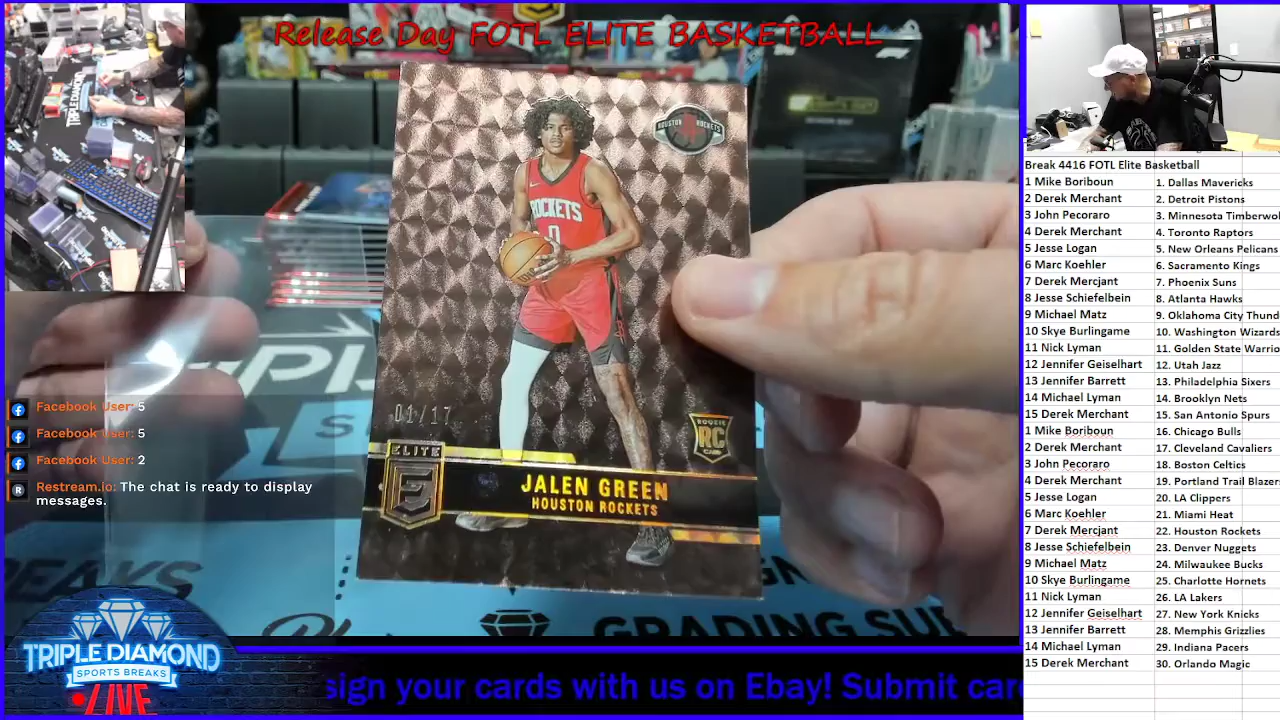 Release Day FOTL ELITE BASKETBALL
HOUSTON ROCKETS
ROCKETS
0
01/17
ROOKIE
RC
CARD
ELITE
E
JALEN GREEN
HOUSTON ROCKETS
Facebook User: 5
Facebook User: 5
Facebook User: 2
Restream.io: The chat is ready to display
messages.
TRIPLE DIAMOND
SPORTS BREAKS
LIVE
sign your cards with us on Ebay! Submit car
GRADING SU
Break 4416 FOTL Elite Basketball
1 Mike Boriboun 1. Dallas Mavericks
2 Derek Merchant 2. Detroit Pistons
3 John Pecoraro 3. Minnesota Timberwol
4 Derek Merchant 4. Toronto Raptors
5 Jesse Logan 5. New Orleans Pelicans
6 Marc Koehler 6. Sacramento Kings
7 Derek Mercjant 7. Phoenix Suns
8 Jesse Schiefelbein 8. Atlanta Hawks
9 Michael Matz 9. Oklahoma City Thund
10 Skye Burlingame 10. Washington Wizards
11 Nick Lyman 11. Golden State Warrio
12 Jennifer Geiselhart 12. Utah Jazz
13 Jennifer Barrett 13. Philadelphia Sixers
14 Michael Lyman 14. Brooklyn Nets
15 Derek Merchant 15. San Antonio Spurs
1 Mike Boriboun 16. Chicago Bulls
2 Derek Merchant 17. Cleveland Cavaliers
3 John Pecoraro 18. Boston Celtics
4 Derek Merchant 19. Portland Trail Blazers
5 Jesse Logan 20. LA Clippers
6 Marc Koehler 21. Miami Heat
7 Derek Mercjant 22. Houston Rockets
8 Jesse Schiefelbein 23. Denver Nuggets
9 Michael Matz 24. Milwaukee Bucks
10 Skye Burlingame 25. Charlotte Hornets
11 Nick Lyman 26. LA Lakers
12 Jennifer Geiselhart 27. New York Knicks
13 Jennifer Barrett 28. Memphis Grizzlies
14 Michael Lyman 29. Indiana Pacers
15 Derek Merchant 30. Orlando Magic